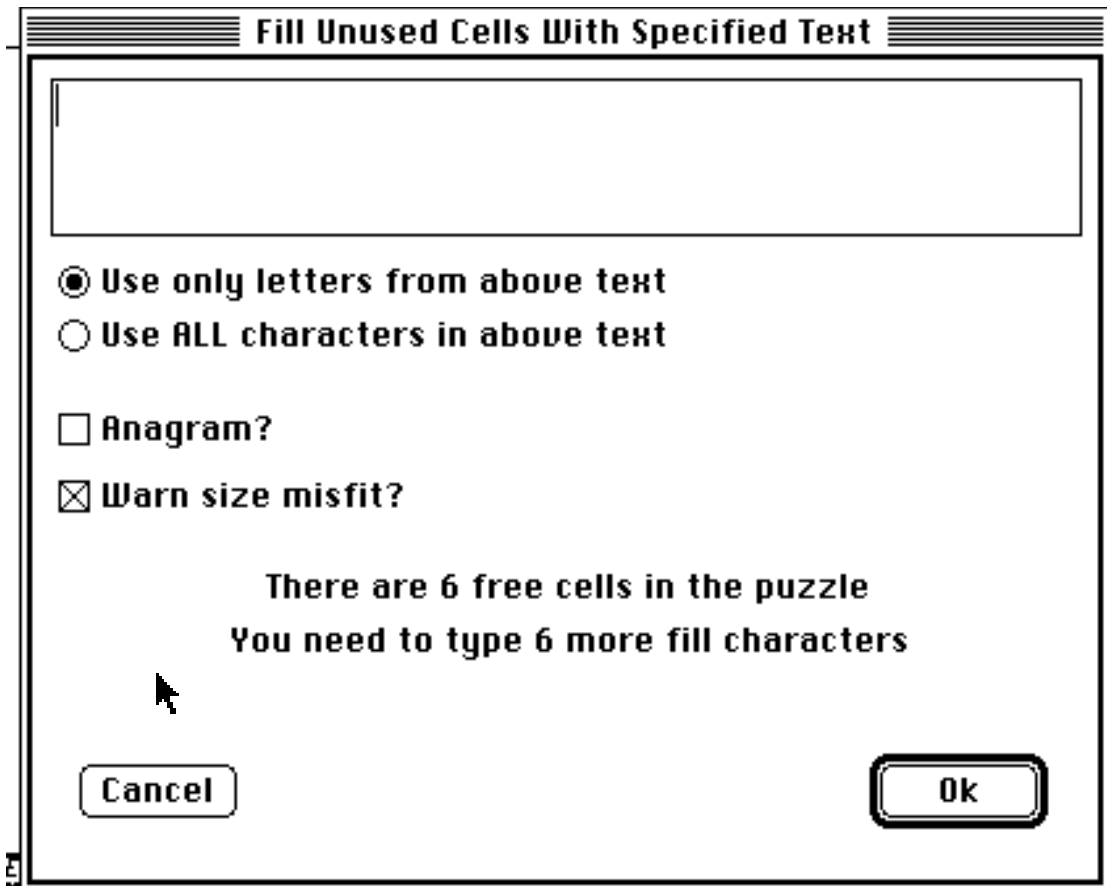 Fill Unused Cells With Specified Text
Use only letters from above text
Use ALL characters in above text
Anagram?
Warn size misfit?
There are 6 free cells in the puzzle
You need to type 6 more fill characters
Cancel
Ok